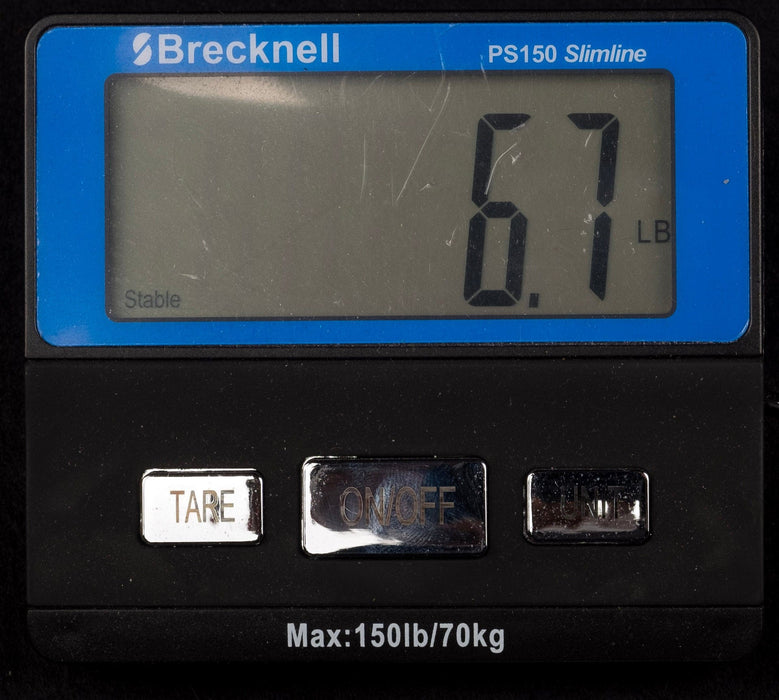 Brecknell PS150 Slimline
6.7 LB
Stable
TARE ON/OFF UNIT
Max:150lb/70kg